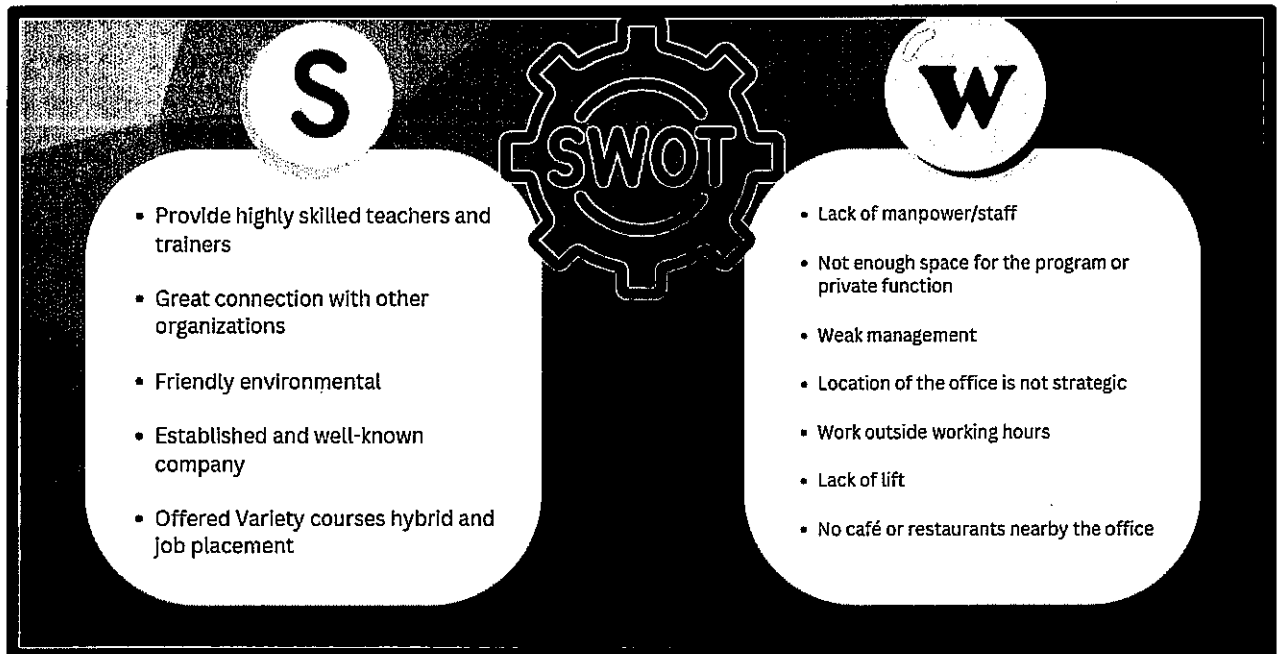 S
SWOT
W
• Provide highly skilled teachers and
trainers
• Great connection with other
organizations
• Friendly environmental
• Established and well-known
company
• Offered Variety courses hybrid and
job placement
• Lack of manpower/staff
• Not enough space for the program or
private function
• Weak management
• Location of the office is not strategic
• Work outside working hours
• Lack of lift
• No café or restaurants nearby the office